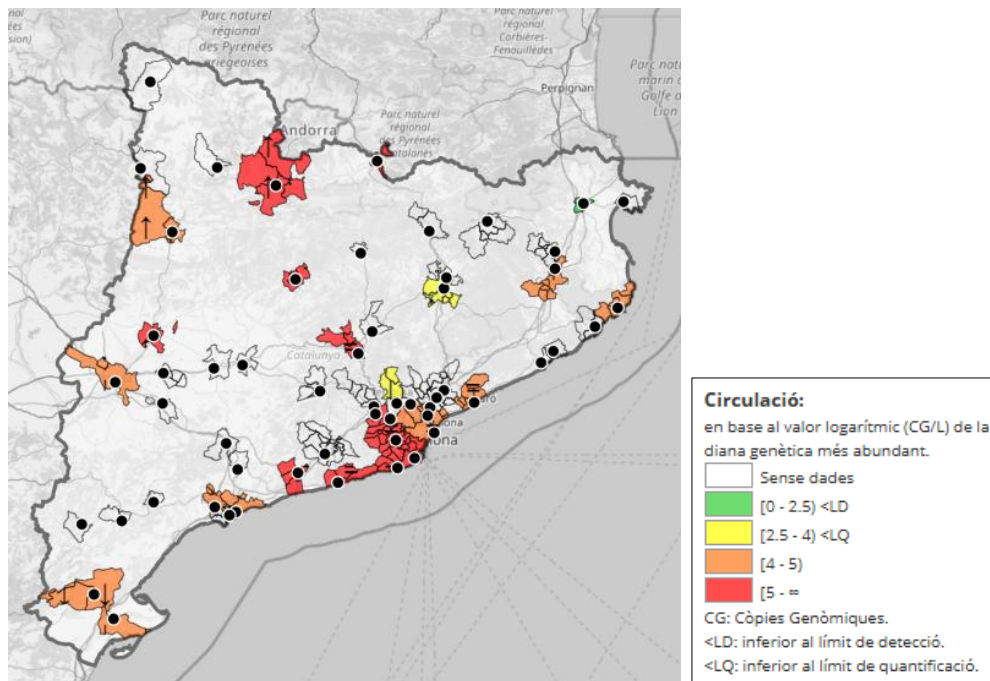 Parc naturel
régional
des Pyrénées
ariégeoises
Parc naturel
régional
Corbières-
Fenouillèdes
Parc natu
marin d
Golfe d
Lion
Perpignan
Andorra
Parc naturel
régional
des Pyrénées
catalanes
Catalunya
Circulació:
en base al valor logarítmic (CG/L) de la
diana genètica més abundant.
Sense dades
[0 - 2.5) <LD
[2.5 - 4) <LQ
[4 - 5)
[5 - ∞
CG: Còpies Genòmiques.
<LD: inferior al límit de detecció.
<LQ: inferior al límit de quantificació.